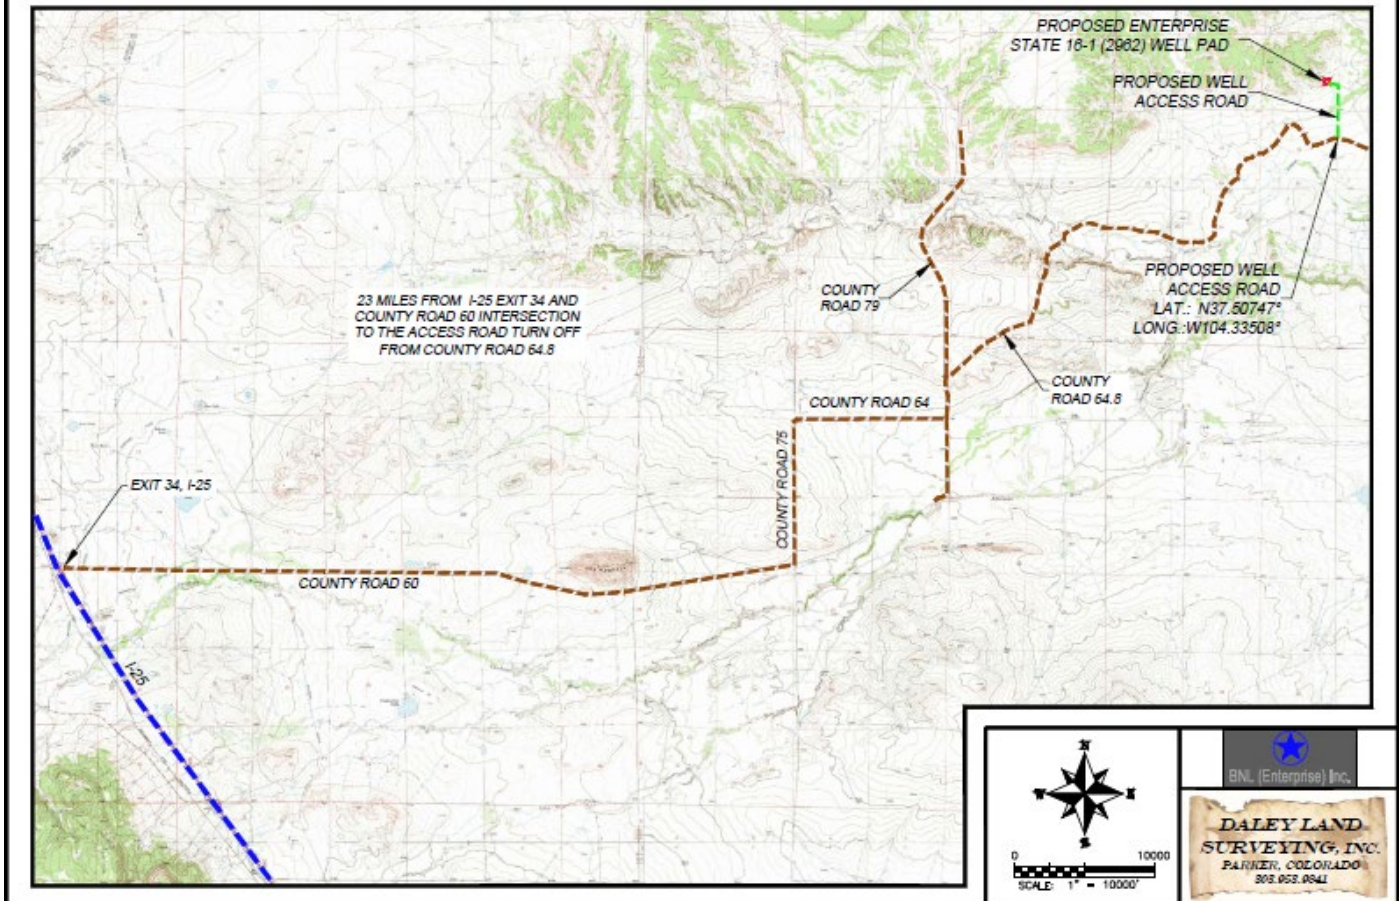 PROPOSED ENTERPRISE
STATE 16-1 (2962) WELL PAD
PROPOSED WELL
ACCESS ROAD
23 MILES FROM I-25 EXIT 34 AND
COUNTY ROAD 60 INTERSECTION
TO THE ACCESS ROAD TURN OFF
FROM COUNTY ROAD 64.8
COUNTY
ROAD 79
PROPOSED WELL
ACCESS ROAD
LAT.: N37.50747°
LONG.:W104.33508°
COUNTY
ROAD 64.8
COUNTY ROAD 64
COUNTY ROAD 75
EXIT 34, I-25
COUNTY ROAD 60
I-25
N
W
E
S
0 10000
SCALE: 1" = 10000'
BNL (Enterprise) Inc.
DALEY LAND
SURVEYING, INC.
PARKER, COLORADO
303.953.9841